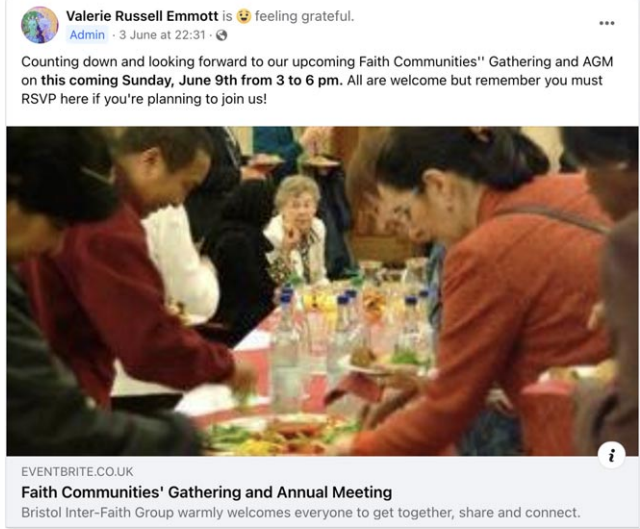 Valerie Russell Emmott is 😉 feeling grateful.
Admin · 3 June at 22:31 ·
Counting down and looking forward to our upcoming Faith Communities'' Gathering and AGM
on this coming Sunday, June 9th from 3 to 6 pm. All are welcome but remember you must
RSVP here if you're planning to join us!
EVENTBRITE.CO.UK
Faith Communities' Gathering and Annual Meeting
Bristol Inter-Faith Group warmly welcomes everyone to get together, share and connect.